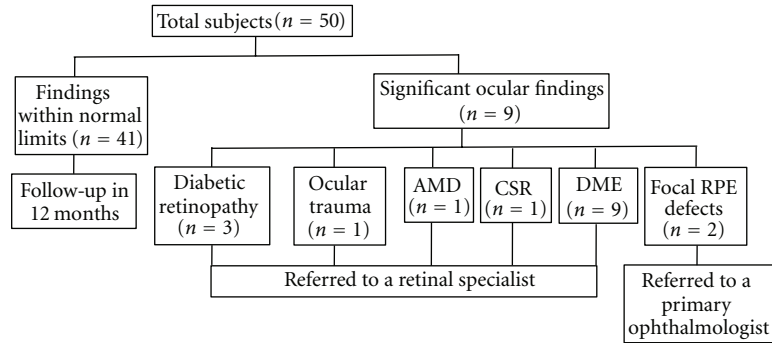 Total subjects (n = 50)
Findings
within normal
limits (n = 41)
Significant ocular findings
(n = 9)
Follow-up in
12 months
Diabetic
retinopathy
(n = 3)
Ocular
trauma
(n = 1)
AMD
(n = 1)
CSR
(n = 1)
DME
(n = 9)
Focal RPE
defects
(n = 2)
Referred to a retinal specialist
Referred to a
primary
ophthalmologist